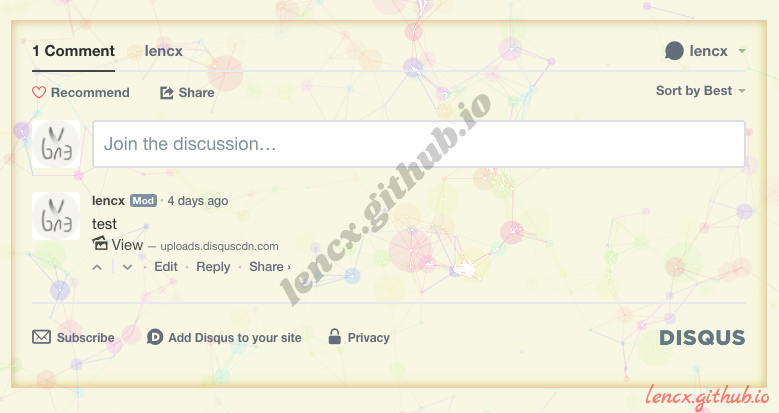 1 Comment lencx lencx
Recommend Share Sort by Best
Join the discussion…
lencx Mod • 4 days ago
test
View — uploads.disquscdn.com
Edit • Reply • Share ›
Subscribe Add Disqus to your site Privacy DISQUS
lencx.github.io
lencx.github.io